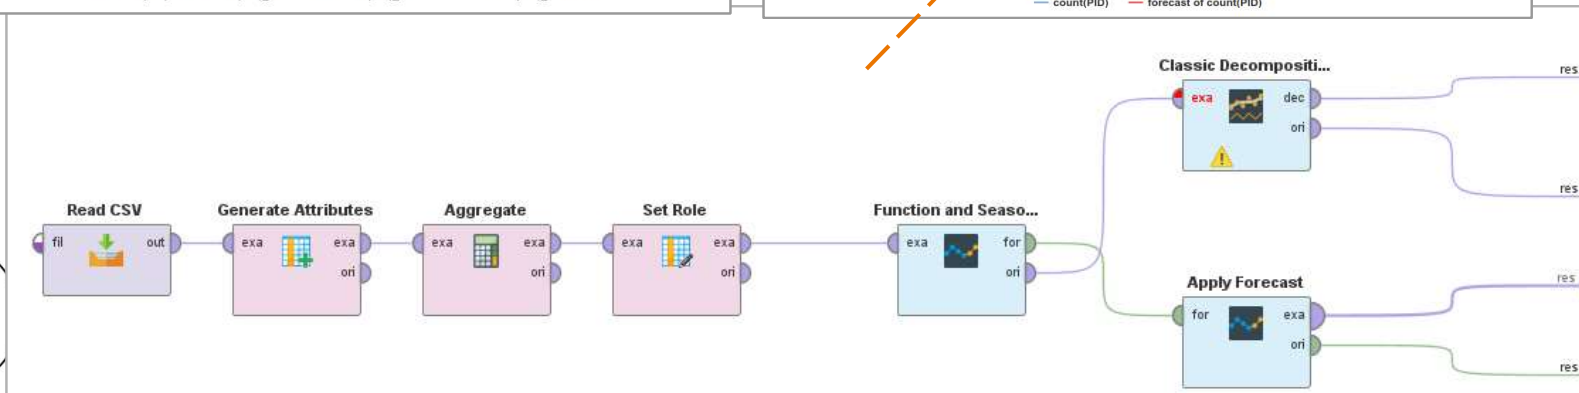 count(PID) forecast of count(PID)
Classic Decompositi...
exa dec
ori
res
res
Read CSV
fil out
Generate Attributes
exa exa
ori
Aggregate
exa exa
ori
Set Role
exa exa
ori
Function and Seaso...
exa for
ori
Apply Forecast
for exa
ori
res
res